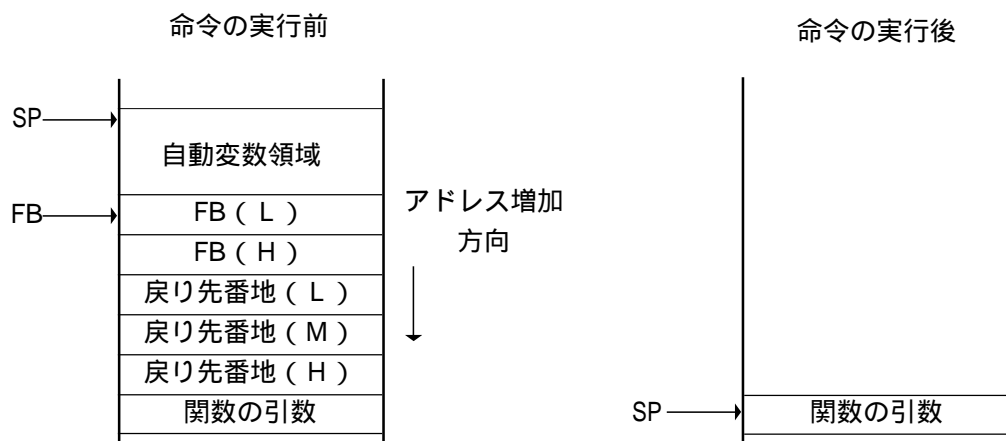 命令の実行前
命令の実行後
SP
自動変数領域
FB
FB ( L )
アドレス増加
方向
FB ( H )
戻り先番地 ( L )
戻り先番地 ( M )
戻り先番地 ( H )
関数の引数
SP
関数の引数